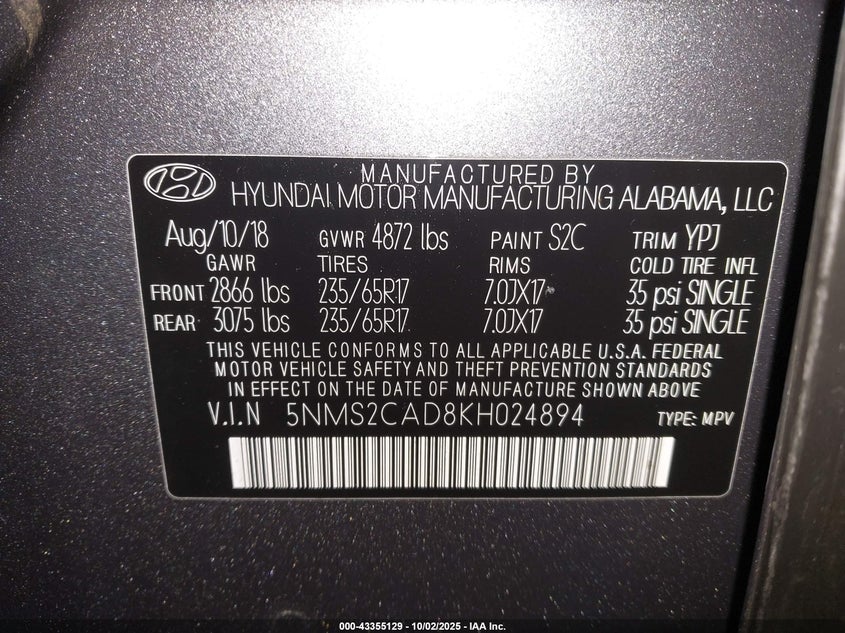 MANUFACTURED BY
HYUNDAI MOTOR MANUFACTURING ALABAMA, LLC
Aug/10/18 GVWR 4872 lbs PAINT S2C TRIM YPJ
GAWR TIRES RIMS COLD TIRE INFL
FRONT 2866 lbs 235/65R17 7.0JX17 35 psi SINGLE
REAR 3075 lbs 235/65R17 7.0JX17 35 psi SINGLE
THIS VEHICLE CONFORMS TO ALL APPLICABLE U.S.A. FEDERAL
MOTOR VEHICLE SAFETY AND THEFT PREVENTION STANDARDS
IN EFFECT ON THE DATE OF MANUFACTURE SHOWN ABOVE
V.I.N 5NMS2CAD8KH024894 TYPE: MPV
000-43355129 - 10/02/2025 - IAA Inc.